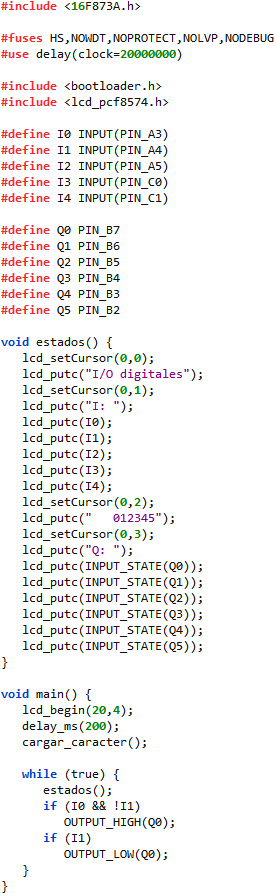 #include <16F873A.h>

#fuses HS,NOWDT,NOPROTECT,NOLVP,NODEBUG
#use delay(clock=20000000)

#include <bootloader.h>
#include <lcd_pcf8574.h>

#define I0 INPUT(PIN_A3)
#define I1 INPUT(PIN_A4)
#define I2 INPUT(PIN_A5)
#define I3 INPUT(PIN_C0)
#define I4 INPUT(PIN_C1)

#define Q0 PIN_B7
#define Q1 PIN_B6
#define Q2 PIN_B5
#define Q3 PIN_B4
#define Q4 PIN_B3
#define Q5 PIN_B2

void estados() {
   lcd_setCursor(0,0);
   lcd_putc("I/O digitales");
   lcd_setCursor(0,1);
   lcd_putc("I: ");
   lcd_putc(I0);
   lcd_putc(I1);
   lcd_putc(I2);
   lcd_putc(I3);
   lcd_putc(I4);
   lcd_setCursor(0,2);
   lcd_putc("   012345");
   lcd_setCursor(0,3);
   lcd_putc("Q: ");
   lcd_putc(INPUT_STATE(Q0));
   lcd_putc(INPUT_STATE(Q1));
   lcd_putc(INPUT_STATE(Q2));
   lcd_putc(INPUT_STATE(Q3));
   lcd_putc(INPUT_STATE(Q4));
   lcd_putc(INPUT_STATE(Q5));
}

void main() {
   lcd_begin(20,4);
   delay_ms(200);
   cargar_caracter();

   while (true) {
      estados();
      if (I0 && !I1)
         OUTPUT_HIGH(Q0);
      if (I1)
         OUTPUT_LOW(Q0);
   }
}